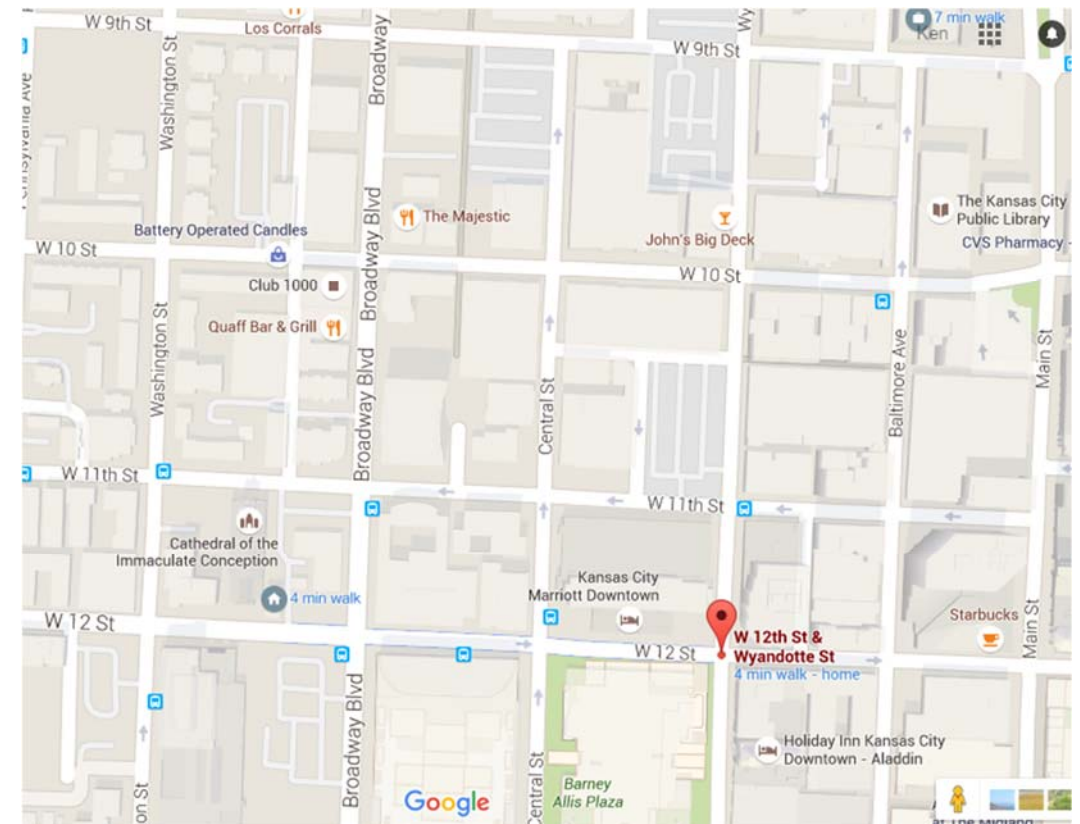 W 9th St
Los Corrals
Broadway
W 9th St
Wy
7 min walk
Ken
Washington St
Broadway Blvd
The Majestic
Battery Operated Candles
John's Big Deck
The Kansas City
Public Library
CVS Pharmacy -
W 10 St
W 10 St
Club 1000
Quaff Bar & Grill
Washington St
Broadway Blvd
Central St
Baltimore Ave
Main St
W 11th St
W 11th St
Cathedral of the
Immaculate Conception
4 min walk
Kansas City
Marriott Downtown
Starbucks
Main St
W 12 St
W 12 St
W 12th St &
Wyandotte St
4 min walk - home
Broadway Blvd
Holiday Inn Kansas City
Downtown - Aladdin
Barney
Allis Plaza
Central St
on St
Google